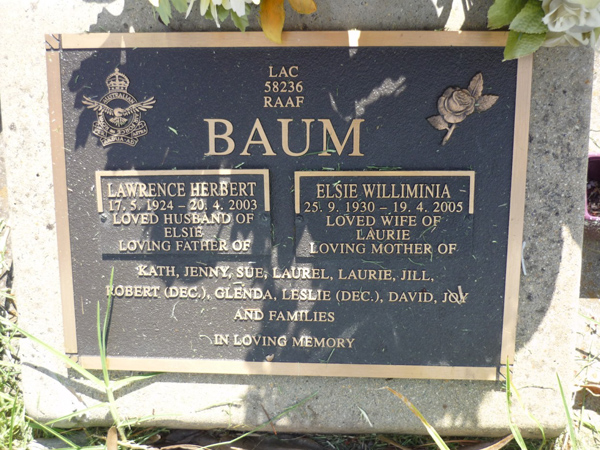 LAC
58236
RAAF
BAUM
LAWRENCE HERBERT
17. 5. 1924 – 20. 4. 2003
LOVED HUSBAND OF
ELSIE
LOVING FATHER OF
ELSIE WILLIMINIA
25. 9. 1930 – 19. 4. 2005
LOVED WIFE OF
LAURIE
LOVING MOTHER OF
KATH, JENNY, SUE, LAUREL, LAURIE, JILL,
ROBERT (DEC.), GLENDA, LESLIE (DEC.), DAVID, JOY
AND FAMILIES
IN LOVING MEMORY